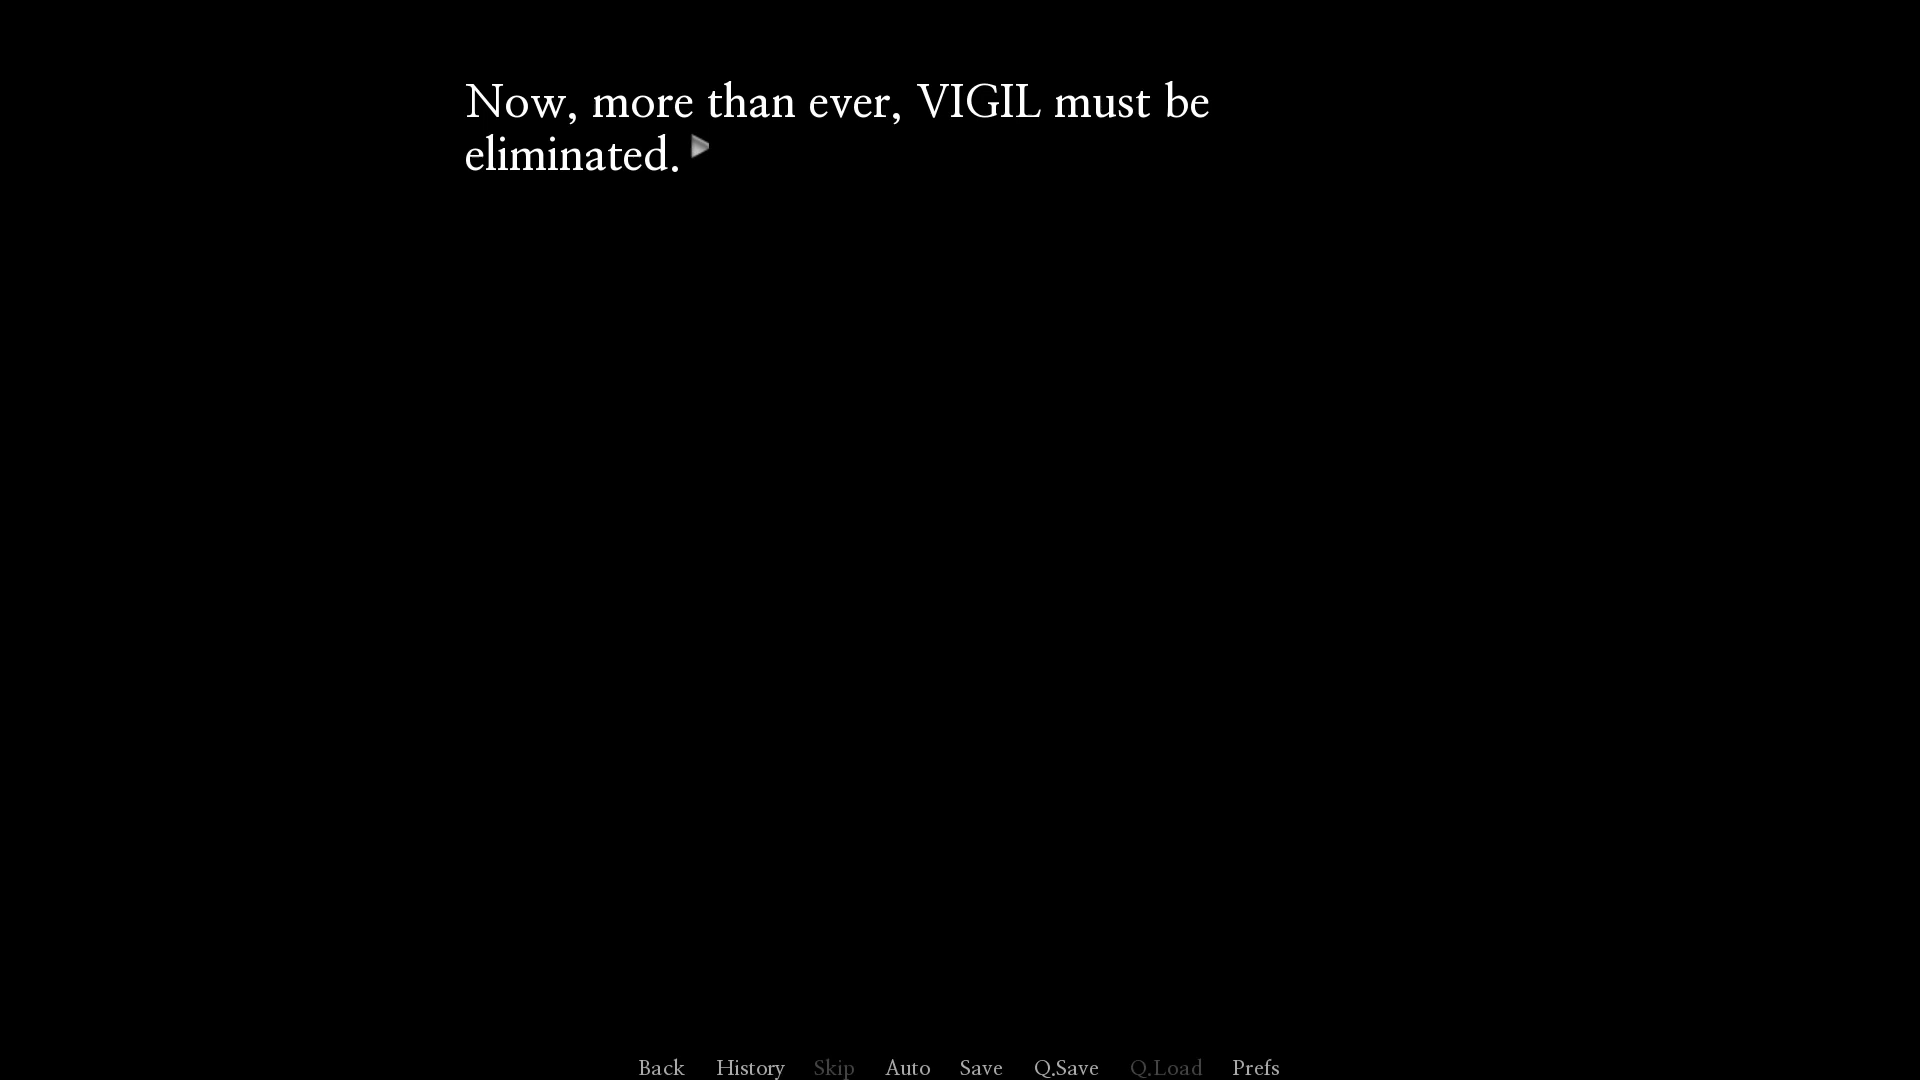 Now, more than ever, VIGIL must be
eliminated.
Back History Skip Auto Save Q.Save Q.Load Prefs